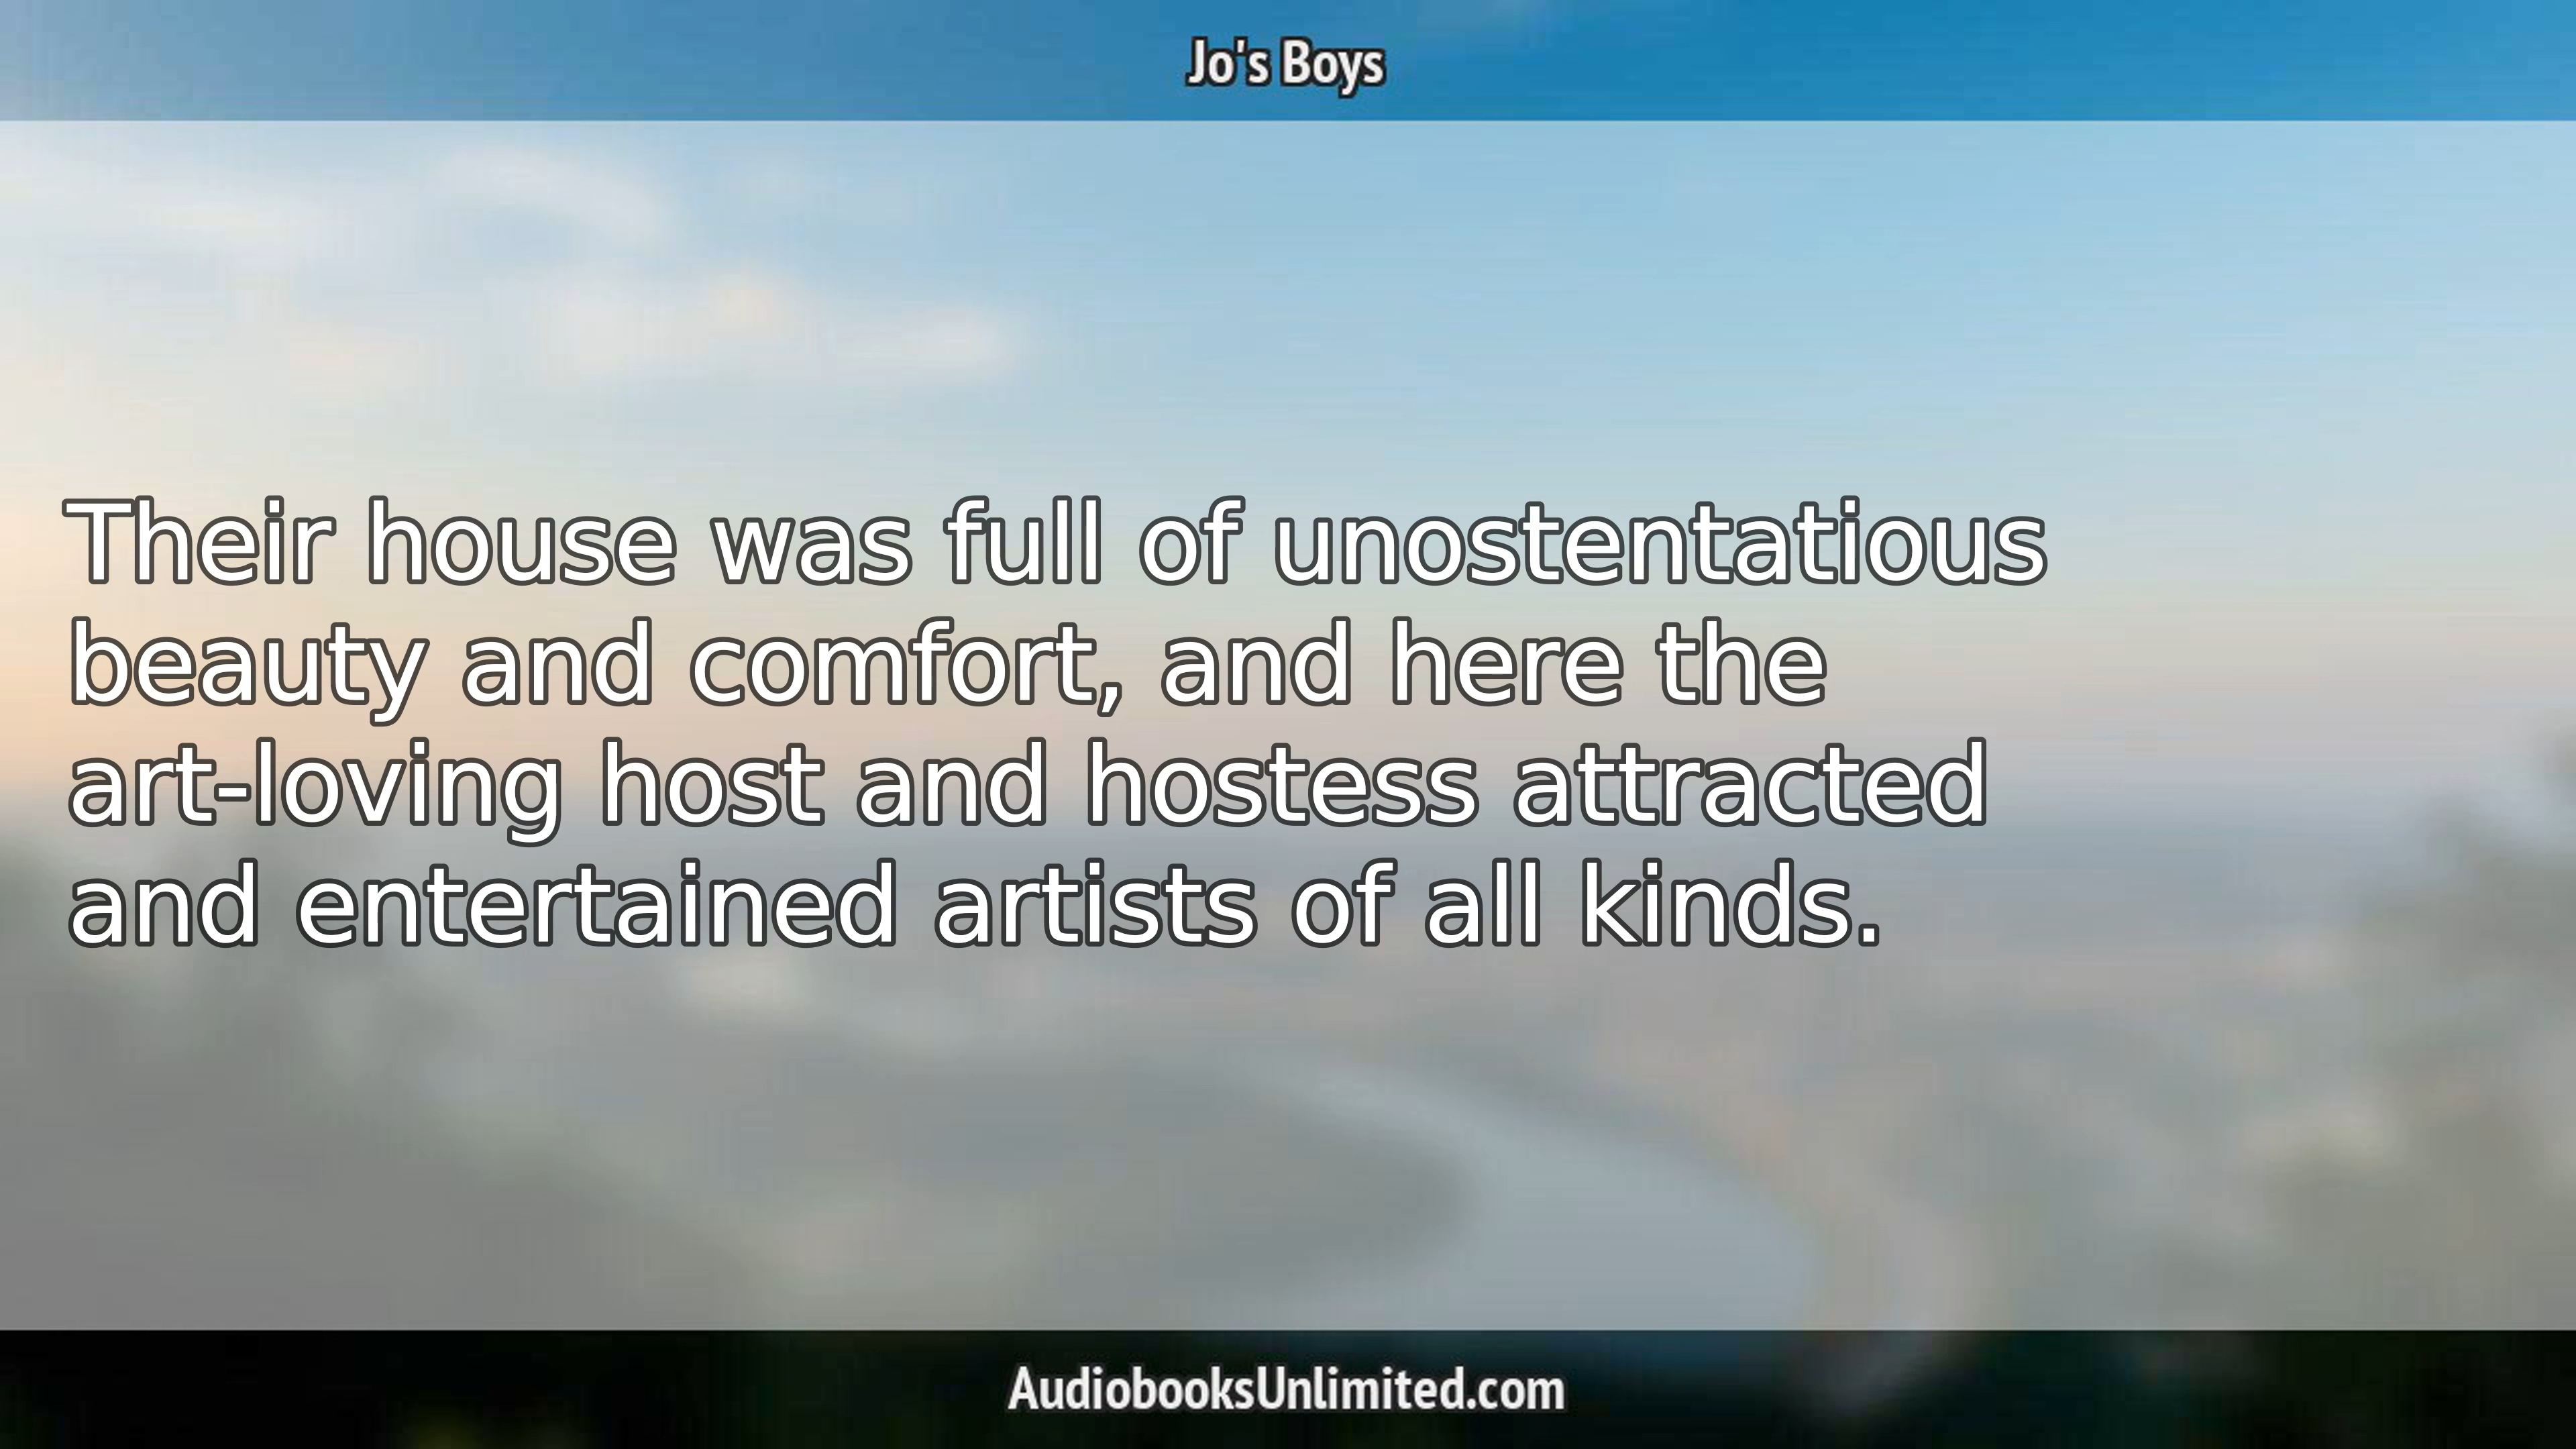 Jo's Boys
Their house was full of unostentatious
beauty and comfort, and here the
art-loving host and hostess attracted
and entertained artists of all kinds.
AudiobooksUnlimited.com